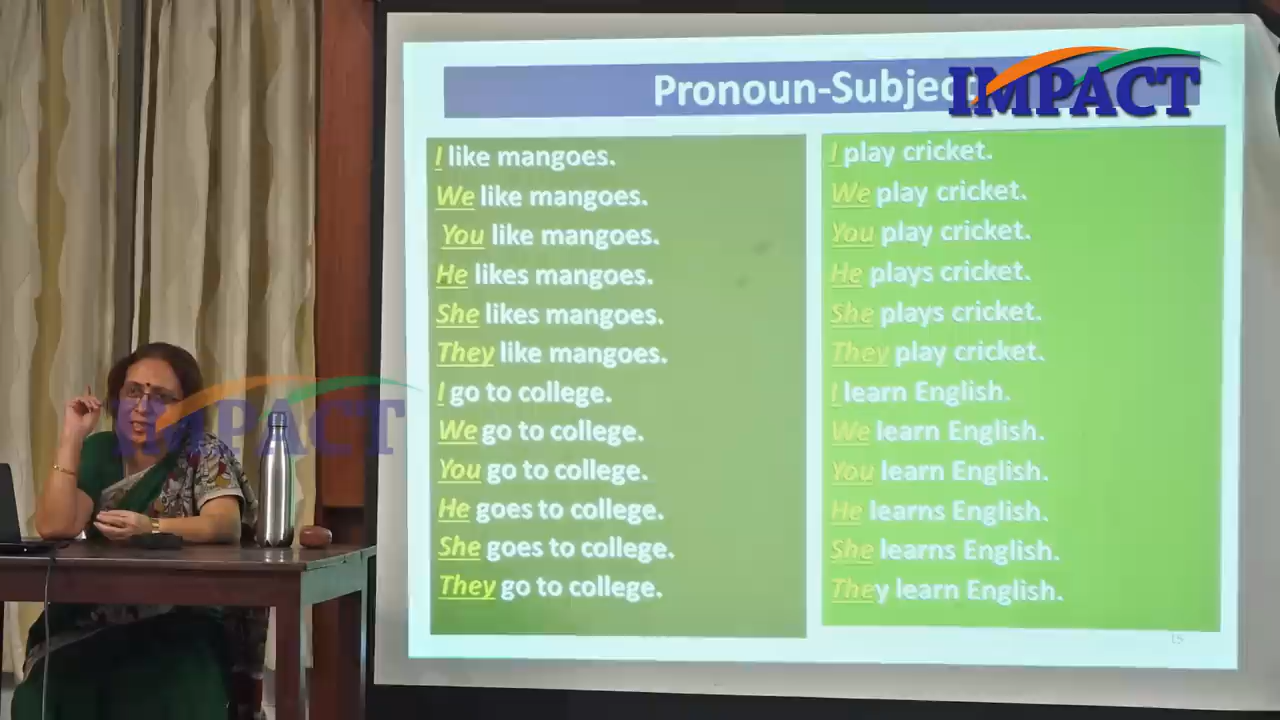 Pronoun-Subjec
IMPACT
I like mangoes.
We like mangoes.
You like mangoes.
He likes mangoes.
She likes mangoes.
They like mangoes.
I go to college.
We go to college.
You go to college.
He goes to college.
She goes to college.
They go to college.
I play cricket.
We play cricket.
You play cricket.
He plays cricket.
She plays cricket.
They play cricket.
I learn English.
We learn English.
You learn English.
He learns English.
She learns English.
They learn English.
15
IMPACT